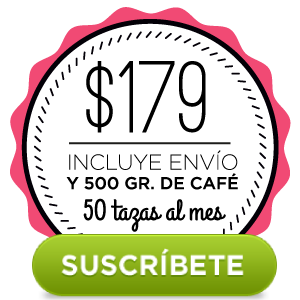 $179
INCLUYE ENVÍO
Y 500 GR. DE CAFÉ
50 tazas al mes
SUSCRÍBETE